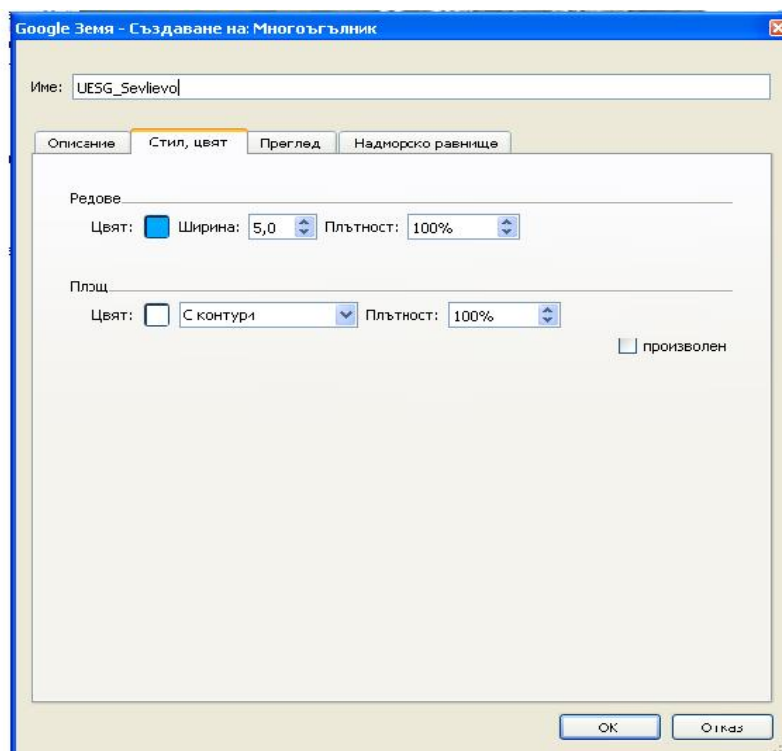 Google Земя - Създаване на: Многоъгълник
Име: UESG_Sevlievo
Описание Стил, цвят Преглед Надморско равнище
Редове
Цвят: Ширина: 5,0 Плътност: 100%
Площ
Цвят: С контури Плътност: 100%
произволен
OK Отказ